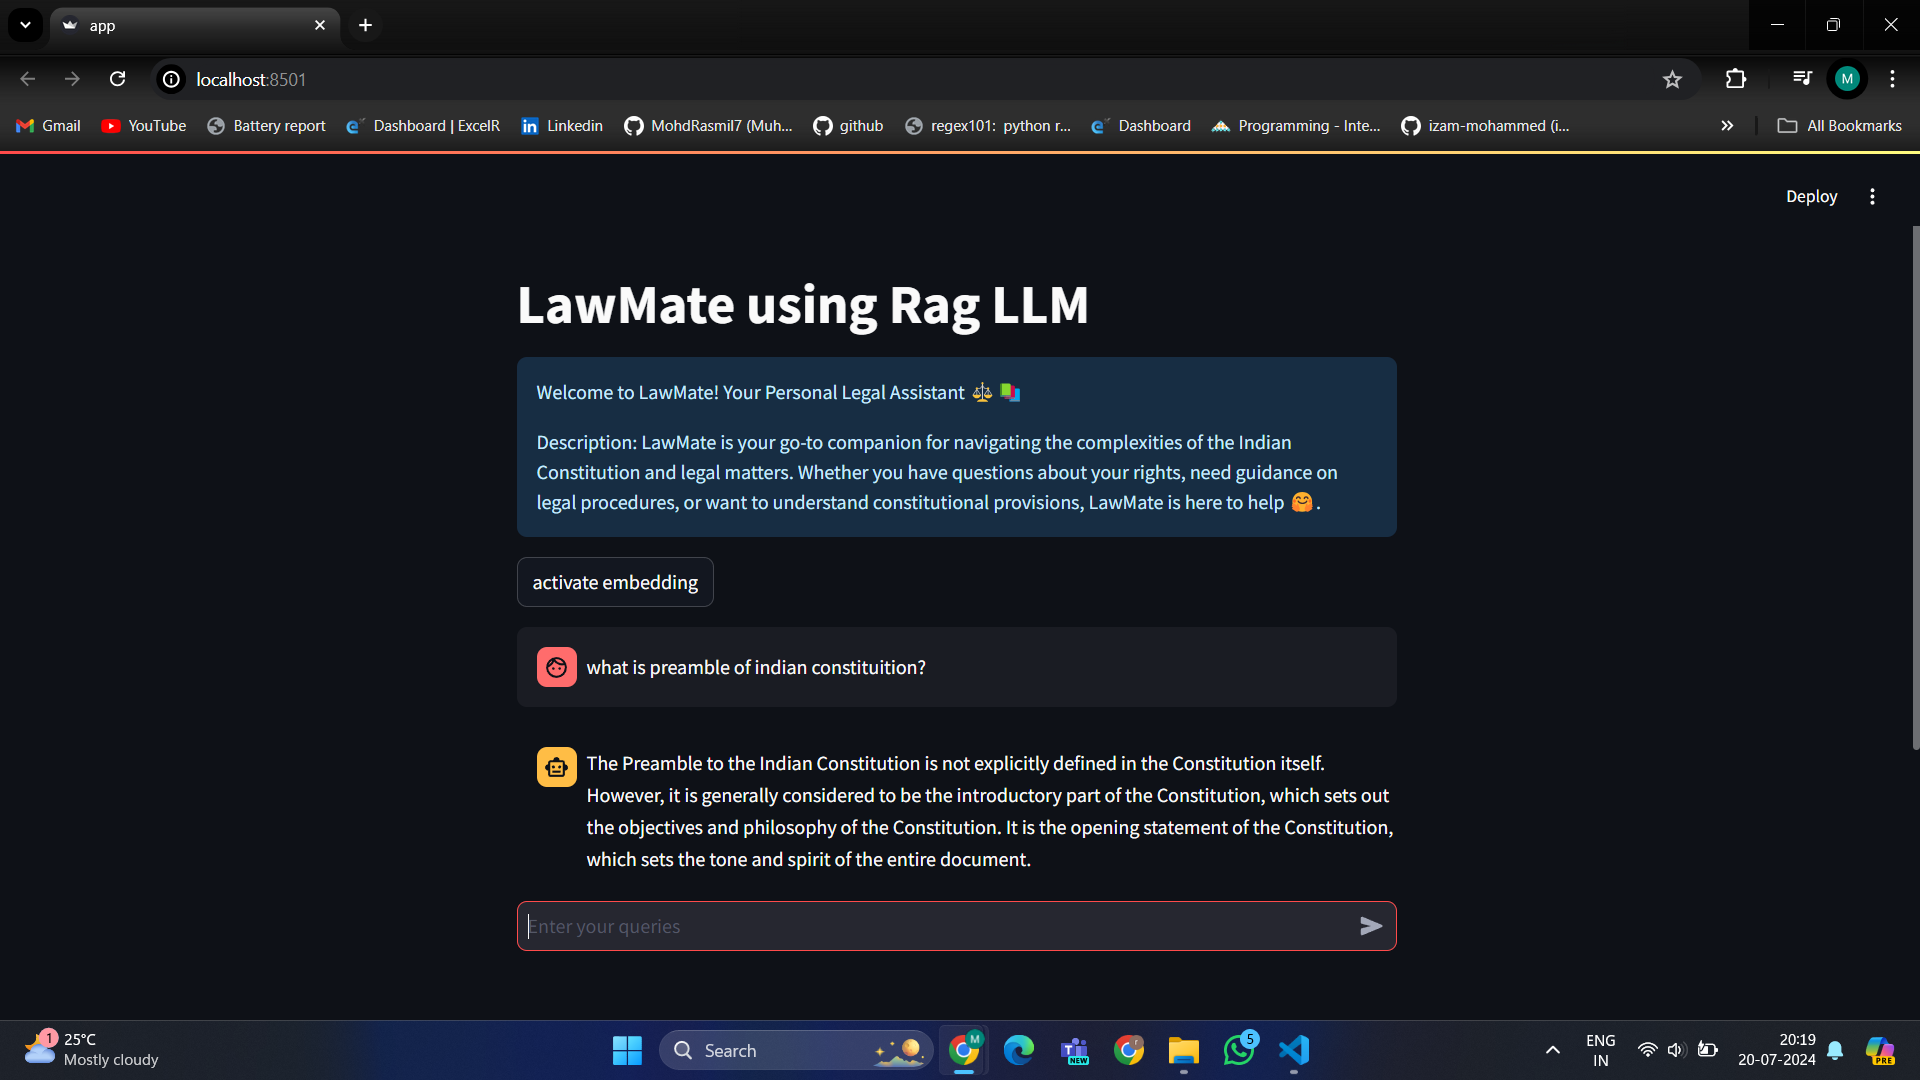 app
localhost:8501
M
Gmail
YouTube
Battery report
Dashboard | ExcelR
Linkedin
MohdRasmil7 (Muh...
github
regex101: python r...
Dashboard
Programming - Inte...
izam-mohammed (i...
All Bookmarks
Deploy
LawMate using Rag LLM
Welcome to LawMate! Your Personal Legal Assistant
Description: LawMate is your go-to companion for navigating the complexities of the Indian
Constitution and legal matters. Whether you have questions about your rights, need guidance on
legal procedures, or want to understand constitutional provisions, LawMate is here to help 🤗.
activate embedding
what is preamble of indian constituition?
The Preamble to the Indian Constitution is not explicitly defined in the Constitution itself.
However, it is generally considered to be the introductory part of the Constitution, which sets out
the objectives and philosophy of the Constitution. It is the opening statement of the Constitution,
which sets the tone and spirit of the entire document.
Enter your queries
1
25°C
Mostly cloudy
Search
M
NEW
r
5
ENG
IN
20:19
20-07-2024
PRE